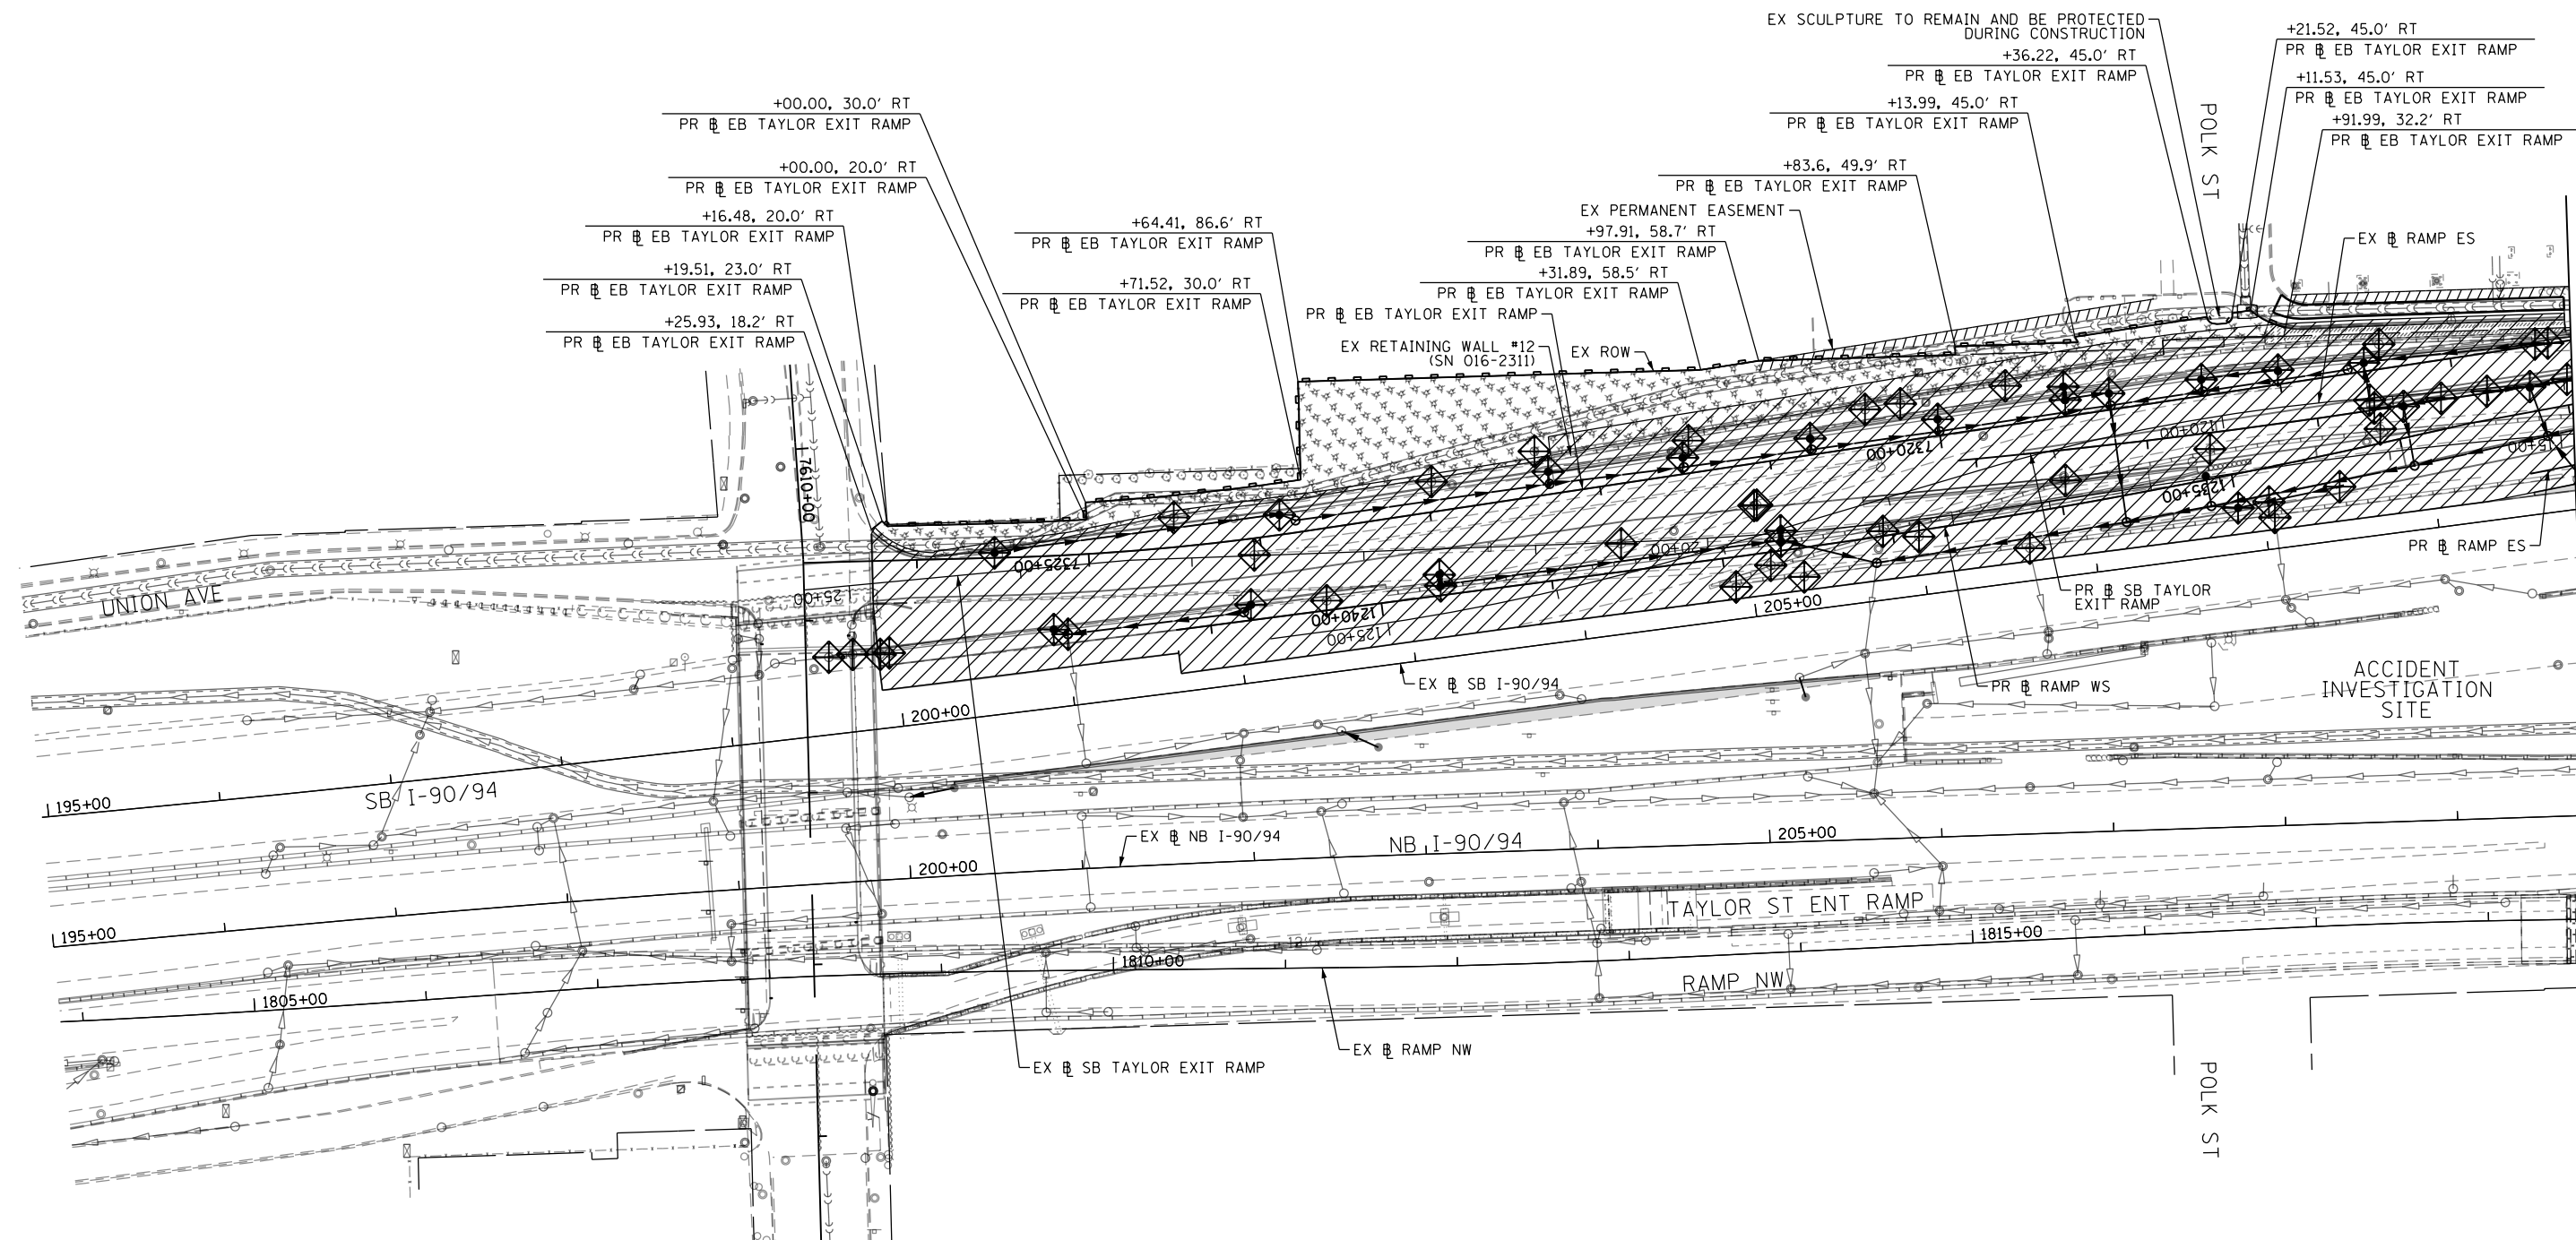 EX SCULPTURE TO REMAIN AND BE PROTECTED
DURING CONSTRUCTION
+21.52, 45.0' RT
PR ℄ EB TAYLOR EXIT RAMP
+36.22, 45.0' RT
PR ℄ EB TAYLOR EXIT RAMP
+11.53, 45.0' RT
PR ℄ EB TAYLOR EXIT RAMP
+00.00, 30.0' RT
PR ℄ EB TAYLOR EXIT RAMP
+13.99, 45.0' RT
PR ℄ EB TAYLOR EXIT RAMP
POLK ST
+91.99, 32.2' RT
PR ℄ EB TAYLOR EXIT RAMP
+00.00, 20.0' RT
PR ℄ EB TAYLOR EXIT RAMP
+83.6, 49.9' RT
PR ℄ EB TAYLOR EXIT RAMP
+16.48, 20.0' RT
PR ℄ EB TAYLOR EXIT RAMP
+64.41, 86.6' RT
PR ℄ EB TAYLOR EXIT RAMP
EX PERMANENT EASEMENT
+97.91, 58.7' RT
PR ℄ EB TAYLOR EXIT RAMP
EX ℄ RAMP ES
+19.51, 23.0' RT
PR ℄ EB TAYLOR EXIT RAMP
+71.52, 30.0' RT
PR ℄ EB TAYLOR EXIT RAMP
+31.89, 58.5' RT
PR ℄ EB TAYLOR EXIT RAMP
+25.93, 18.2' RT
PR ℄ EB TAYLOR EXIT RAMP
PR ℄ EB TAYLOR EXIT RAMP
EX RETAINING WALL #12
(SN 016-2311)
EX ROW
7610+00
7320+00
120+00
15+00
1235+00
7325+00
120+00
125+00
1240+00
125+00
UNION AVE
PR ℄ RAMP ES
PR ℄ SB TAYLOR
EXIT RAMP
205+00
EX ℄ SB I-90/94
PR ℄ RAMP WS
ACCIDENT
INVESTIGATION
SITE
200+00
195+00
SB I-90/94
EX ℄ NB I-90/94
NB I-90/94
205+00
200+00
195+00
TAYLOR ST ENT RAMP
1815+00
12"
1810+00
RAMP NW
1805+00
EX ℄ RAMP NW
EX ℄ SB TAYLOR EXIT RAMP
POLK ST